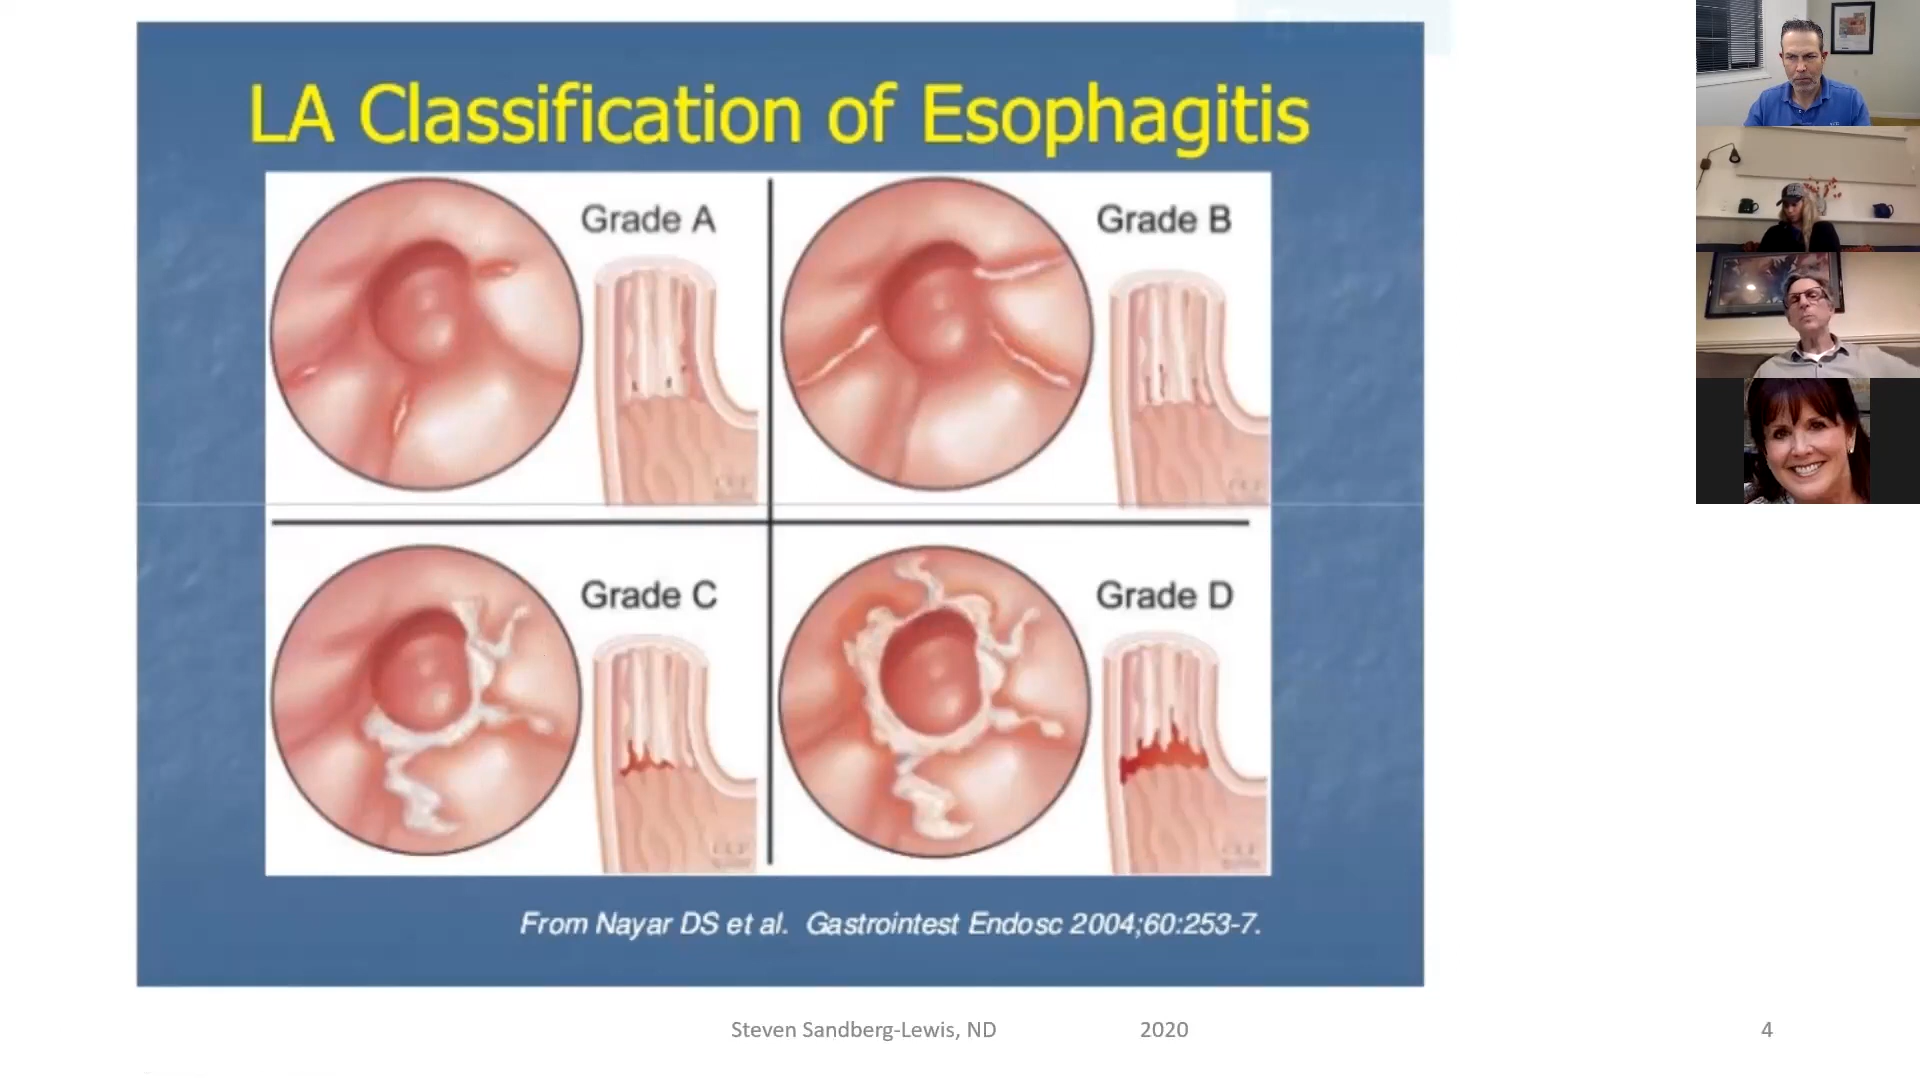 LA Classification of Esophagitis
Grade A
Grade B
Grade C
Grade D
From Nayar DS et al. Gastrointest Endosc 2004;60:253-7.
Steven Sandberg-Lewis, ND 2020 4